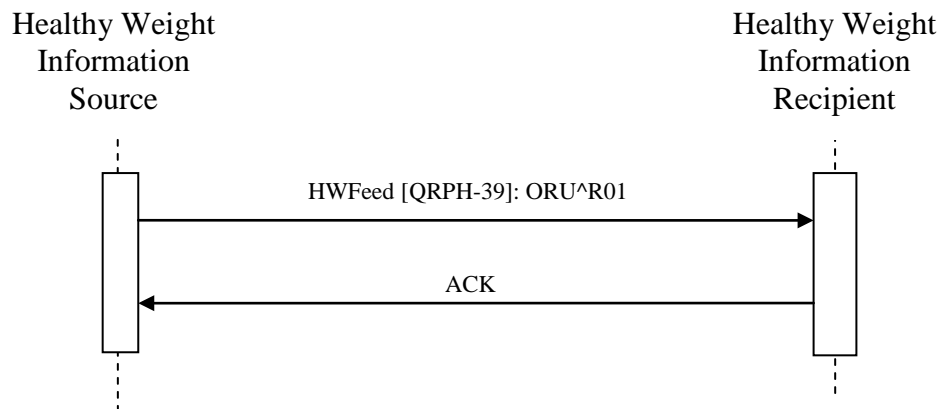 Healthy Weight
Information
Source
Healthy Weight
Information
Recipient
HWFeed [QRPH-39]: ORU^R01
ACK